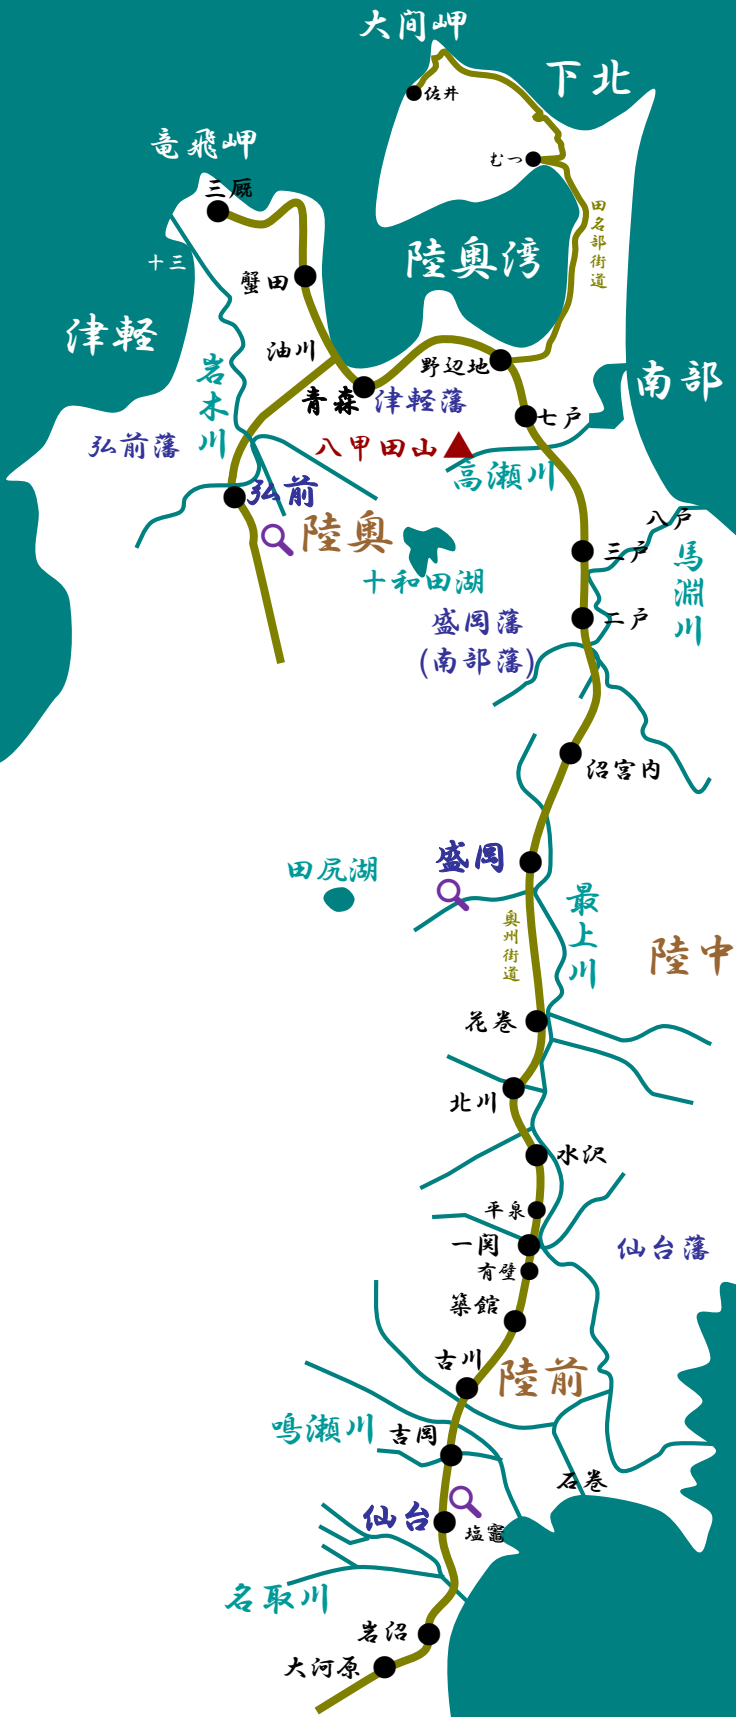 大間岬
下北
佐井
竜飛岬
むつ
三厩
田名部街道
陸奥湾
十三
蟹田
津軽
油川
岩木川
野辺地
南部
青森
津軽藩
七戸
弘前藩
八甲田山
高瀬川
弘前
八戸
陸奥
三戸
馬淵川
十和田湖
盛岡藩
二戸
(南部藩)
沼宮内
盛岡
田尻湖
最上川
奥州街道
陸中
花巻
北川
水沢
平泉
一関
仙台藩
有壁
築館
古川
陸前
鳴瀬川
吉岡
石巻
仙台
塩竈
名取川
岩沼
大河原